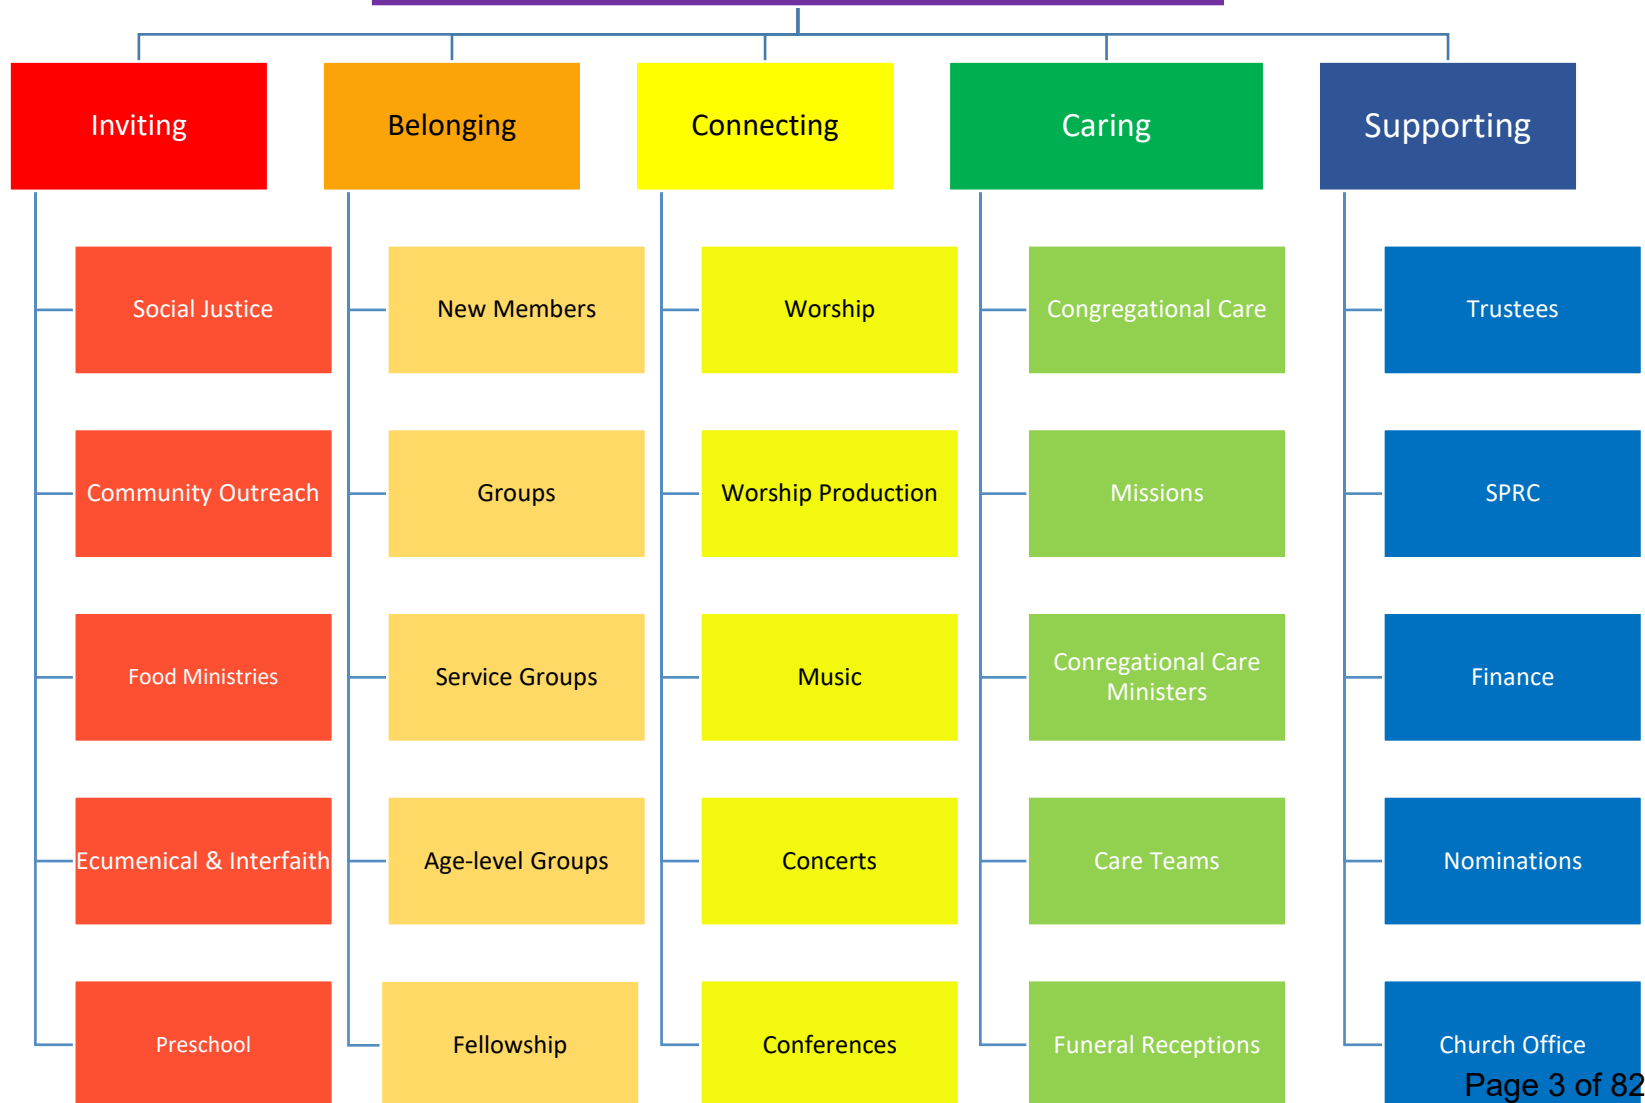 Inviting
Belonging
Connecting
Caring
Supporting
Social Justice
New Members
Worship
Congregational Care
Trustees
Community Outreach
Groups
Worship Production
Missions
SPRC
Food Ministries
Service Groups
Music
Conregational Care
Ministers
Finance
Ecumenical & Interfaith
Age-level Groups
Concerts
Care Teams
Nominations
Preschool
Fellowship
Conferences
Funeral Receptions
Church Office
Page 3 of 82